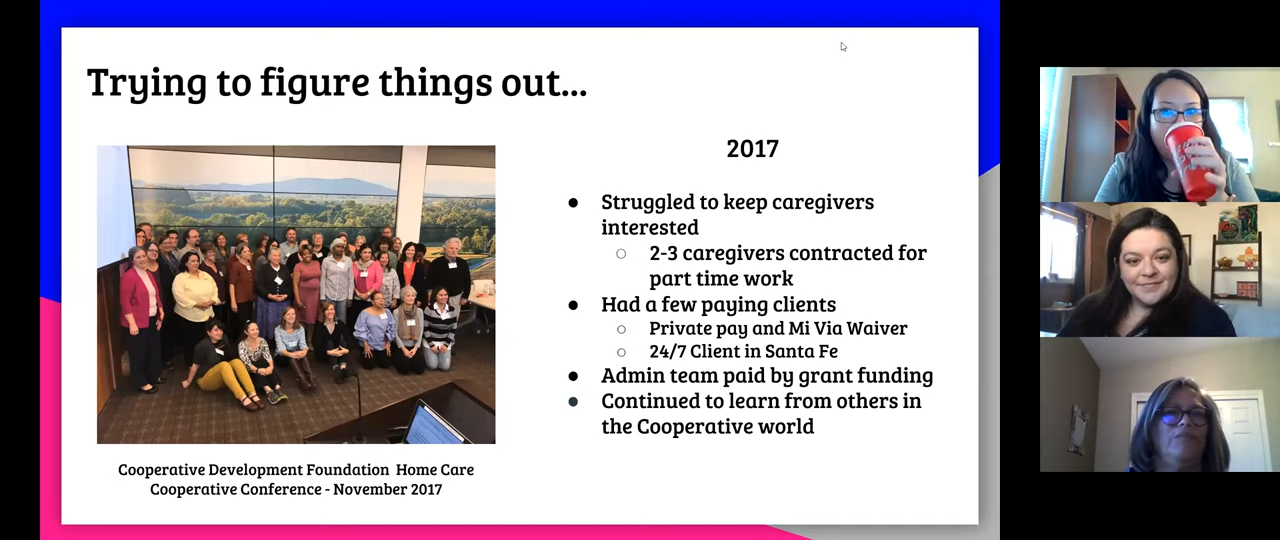 Trying to figure things out...
Cooperative Development Foundation Home Care
Cooperative Conference - November 2017
2017
● Struggled to keep caregivers
interested
○ 2-3 caregivers contracted for
part time work
● Had a few paying clients
○ Private pay and Mi Via Waiver
○ 24/7 Client in Santa Fe
● Admin team paid by grant funding
● Continued to learn from others in
the Cooperative world